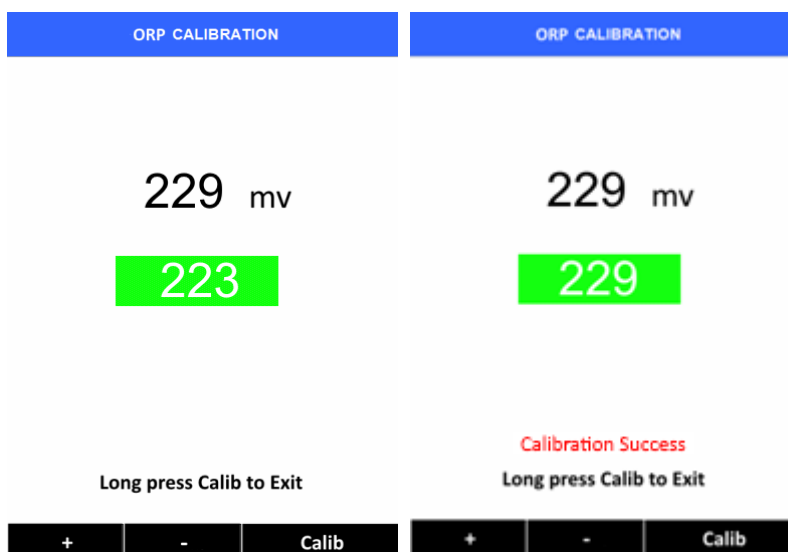 ORP CALIBRATION
229 mv
223
Long press Calib to Exit
+ - Calib
ORP CALIBRATION
229 mv
229
Calibration Success
Long press Calib to Exit
+ - Calib